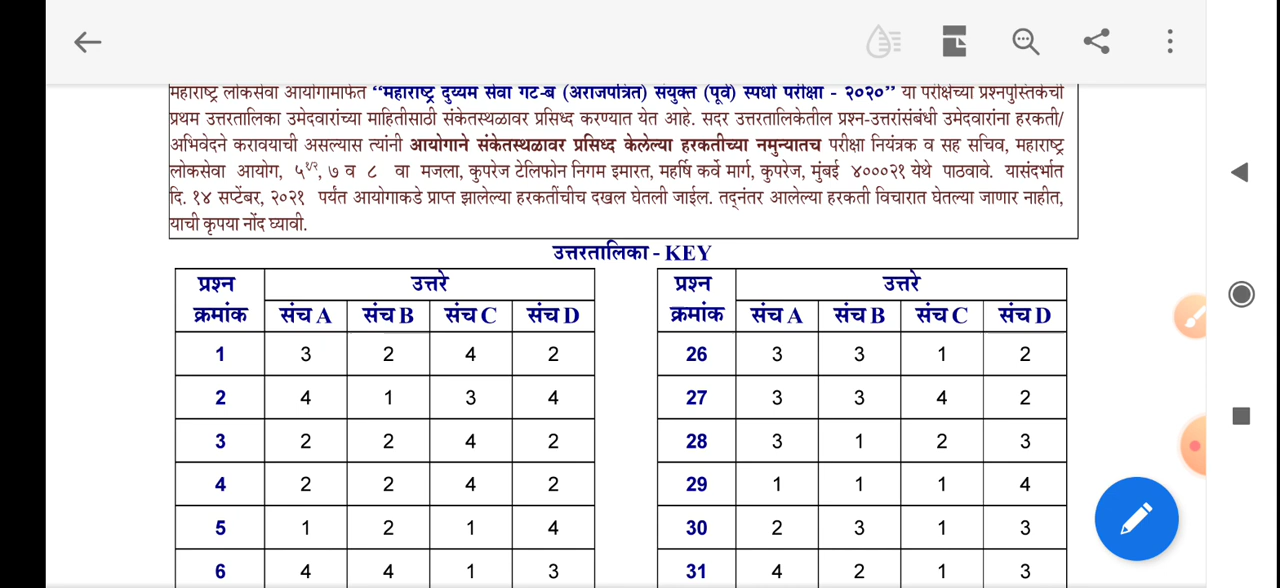 महाराष्ट्र लोकसेवा आयोगामार्फत “महाराष्ट्र दुय्यम सेवा गट-ब (अराजपत्रित) संयुक्त (पूर्व) स्पर्धा परीक्षा - २०२०” या परीक्षेच्या प्रश्नपुस्तिकेची
प्रथम उत्तरतालिका उमेदवारांच्या माहितीसाठी संकेतस्थळावर प्रसिध्द करण्यात येत आहे. सदर उत्तरतालिकेतील प्रश्न-उत्तरांसंबंधी उमेदवारांना हरकती/
अभिवेदने करावयाची असल्यास त्यांनी आयोगाने संकेतस्थळावर प्रसिध्द केलेल्या हरकतीच्या नमुन्यातच परीक्षा नियंत्रक व सह सचिव, महाराष्ट्र
लोकसेवा आयोग, ५१/२, ७ व ८ वा मजला, कुपरेज टेलिफोन निगम इमारत, महर्षि कर्वे मार्ग, कुपरेज, मुंबई ४०००२१ येथे पाठवावे. यासंदर्भात
दि. १४ सप्टेंबर, २०२१ पर्यंत आयोगाकडे प्राप्त झालेल्या हरकतींचीच दखल घेतली जाईल. तद्नंतर आलेल्या हरकती विचारात घेतल्या जाणार नाहीत,
याची कृपया नोंद घ्यावी.
उत्तरतालिका - KEY
प्रश्न क्रमांक उत्तरे
संच A संच B संच C संच D
1 3 2 4 2
2 4 1 3 4
3 2 2 4 2
4 2 2 4 2
5 1 2 1 4
6 4 4 1 3
प्रश्न क्रमांक उत्तरे
संच A संच B संच C संच D
26 3 3 1 2
27 3 3 4 2
28 3 1 2 3
29 1 1 1 4
30 2 3 1 3
31 4 2 1 3